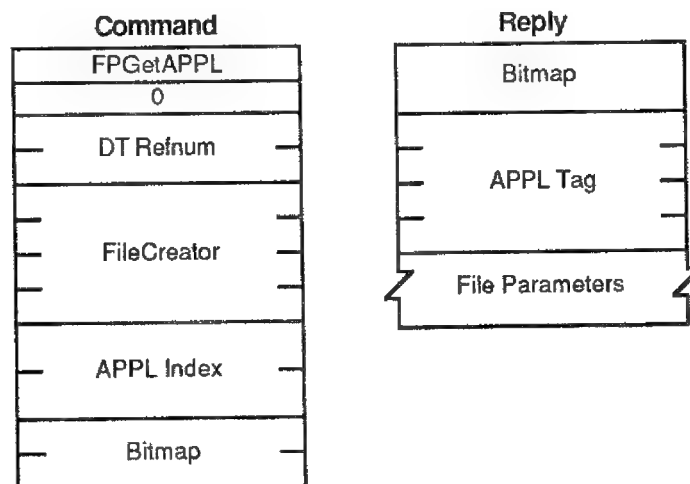 Command
FPGetAPPL
0
DT Refnum
FileCreator
APPL Index
Bitmap
Reply
Bitmap
APPL Tag
File Parameters